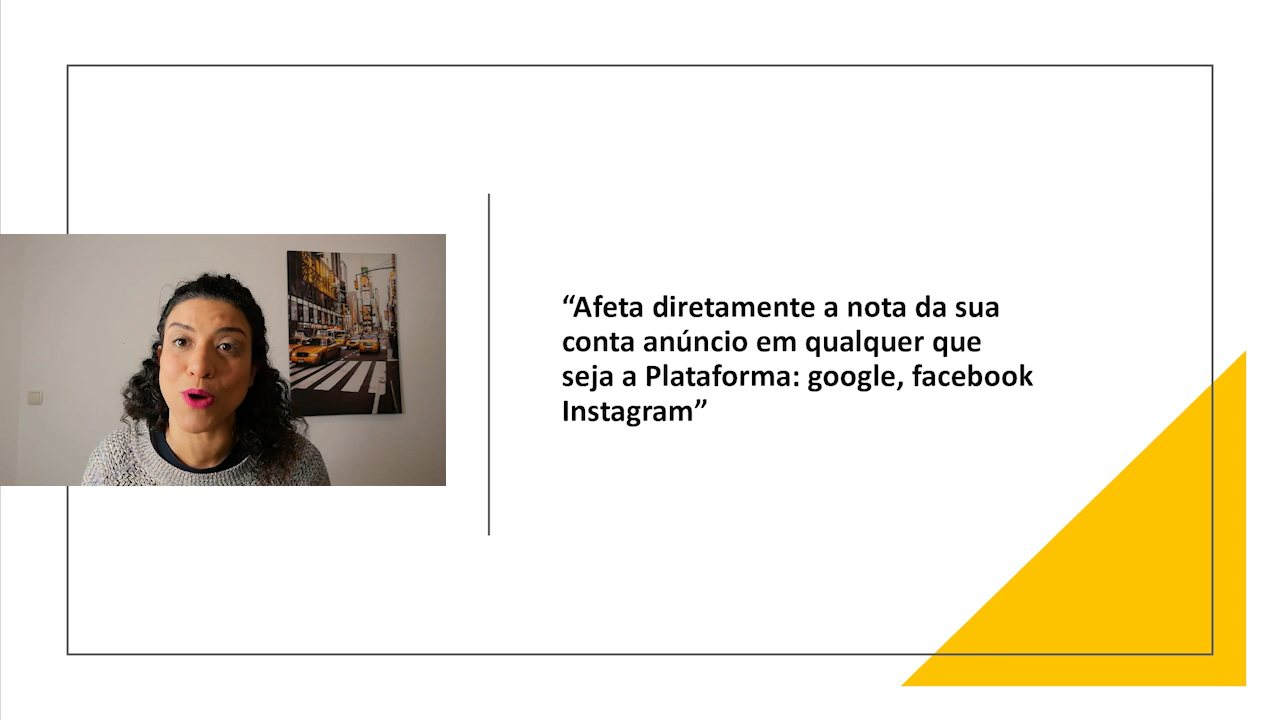 “Afeta diretamente a nota da sua
conta anúncio em qualquer que
seja a Plataforma: google, facebook
Instagram”